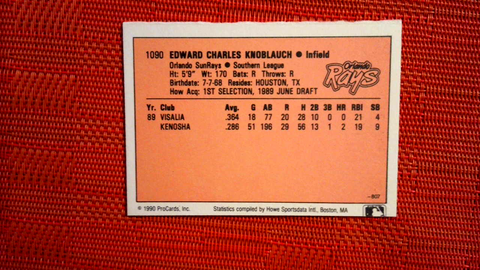 1090 EDWARD CHARLES KNOBLAUCH • Infield
Orlando SunRays • Southern League
Ht: 5'9" Wt: 170 Bats: R Throws: R
Birthdate: 7-7-68 Resides: HOUSTON, TX
How Acq: 1ST SELECTION, 1989 JUNE DRAFT
Orlando
Rays
Yr. Club Avg. G AB R H 2B 3B HR RBI SB
89 VISALIA .364 18 77 20 28 10 0 0 21 4
KENOSHA .286 51 196 29 56 13 1 2 19 9
© 1990 ProCards, Inc. Statistics compiled by Howe Sportsdata Intl., Boston, MA